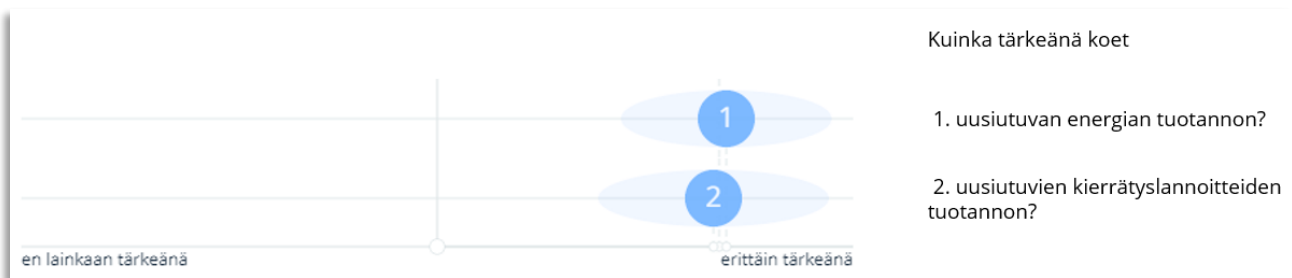 Kuinka tärkeänä koet
1
1. uusiutuvan energian tuotannon?
2
2. uusiutuvien kierrätyslannoitteiden
tuotannon?
en lainkaan tärkeänä
erittäin tärkeänä